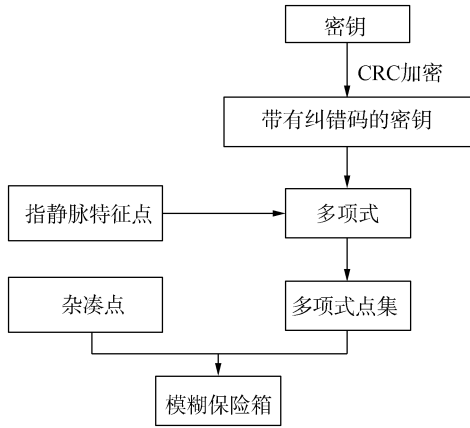 密钥
CRC加密
带有纠错码的密钥
指静脉特征点
多项式
杂凑点
多项式点集
模糊保险箱